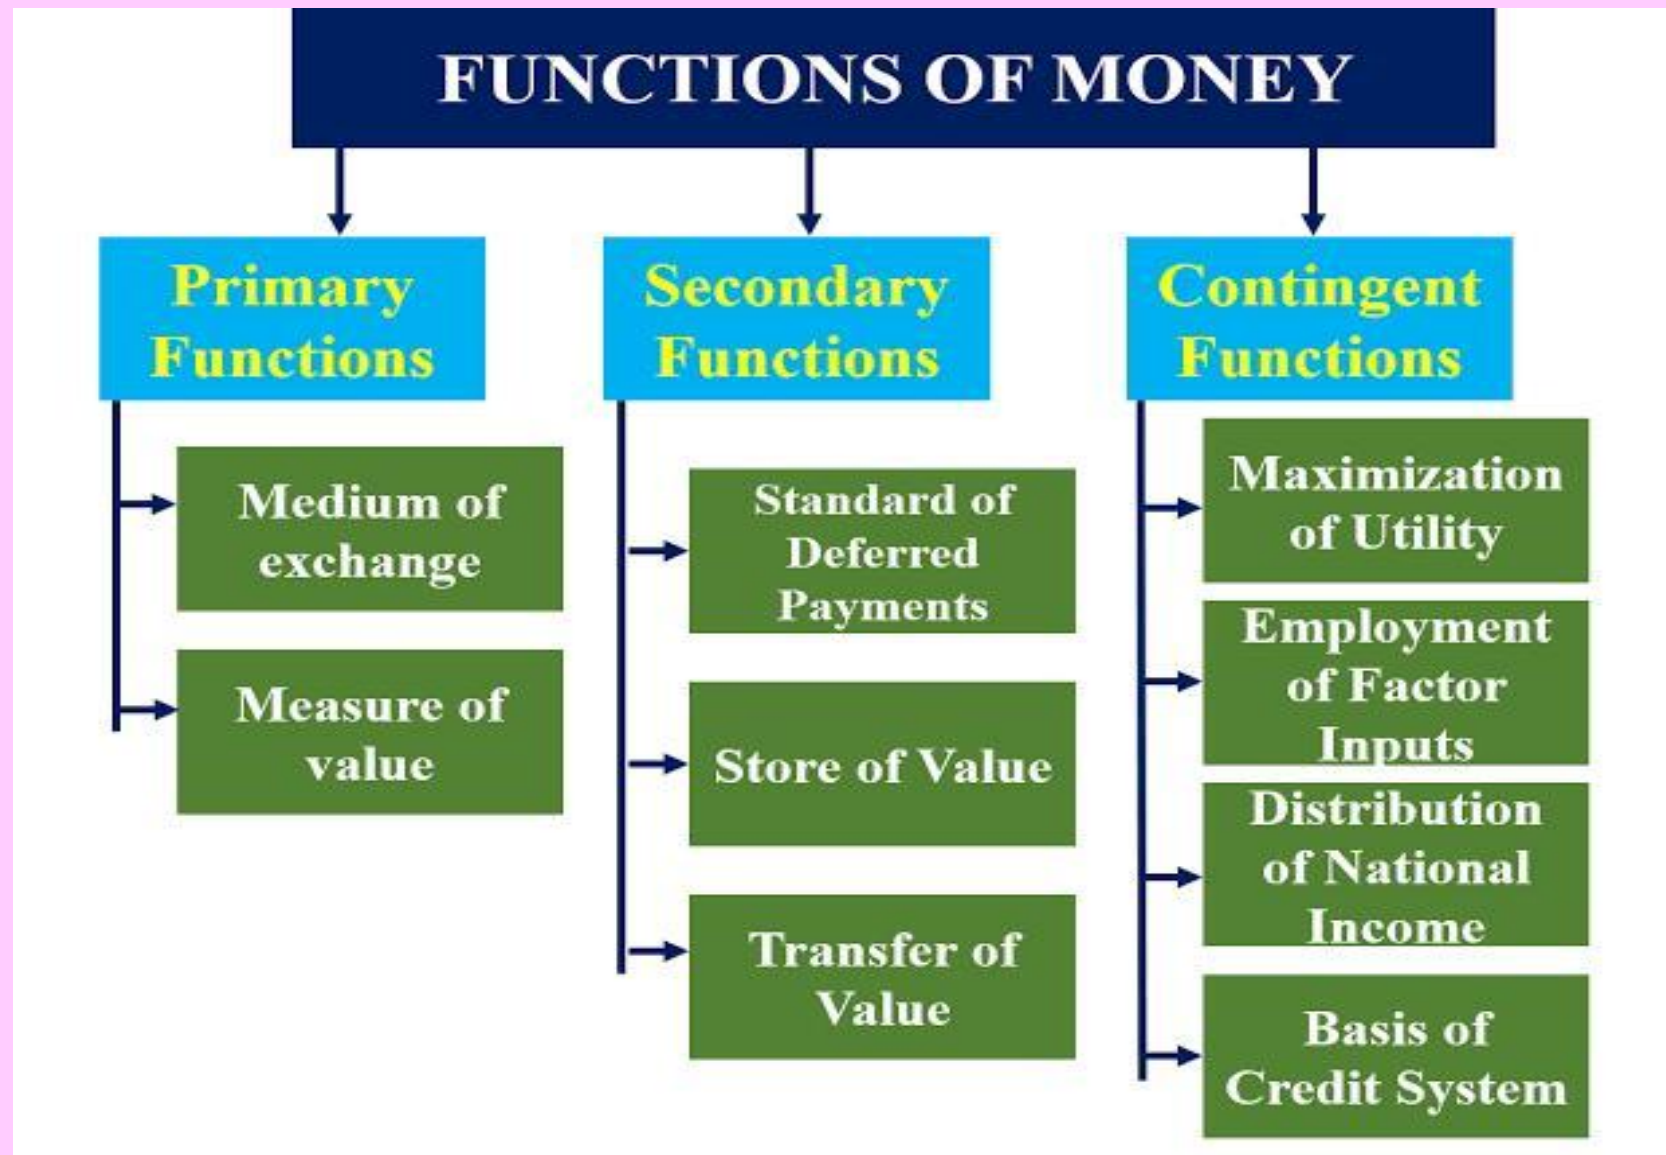 FUNCTIONS OF MONEY
Primary
Functions
Medium of
exchange
Measure of
value
Secondary
Functions
Standard of
Deferred
Payments
Store of Value
Transfer of
Value
Contingent
Functions
Maximization
of Utility
Employment
of Factor
Inputs
Distribution
of National
Income
Basis of
Credit System